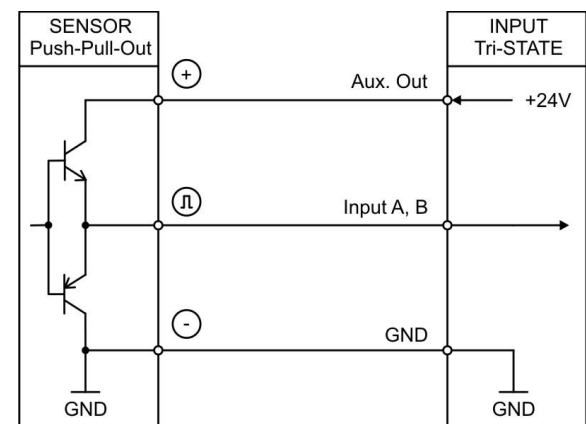 SENSOR
Push-Pull-Out
INPUT
Tri-STATE
+
Aux. Out
+24V
Input A, B
-
GND
GND
GND